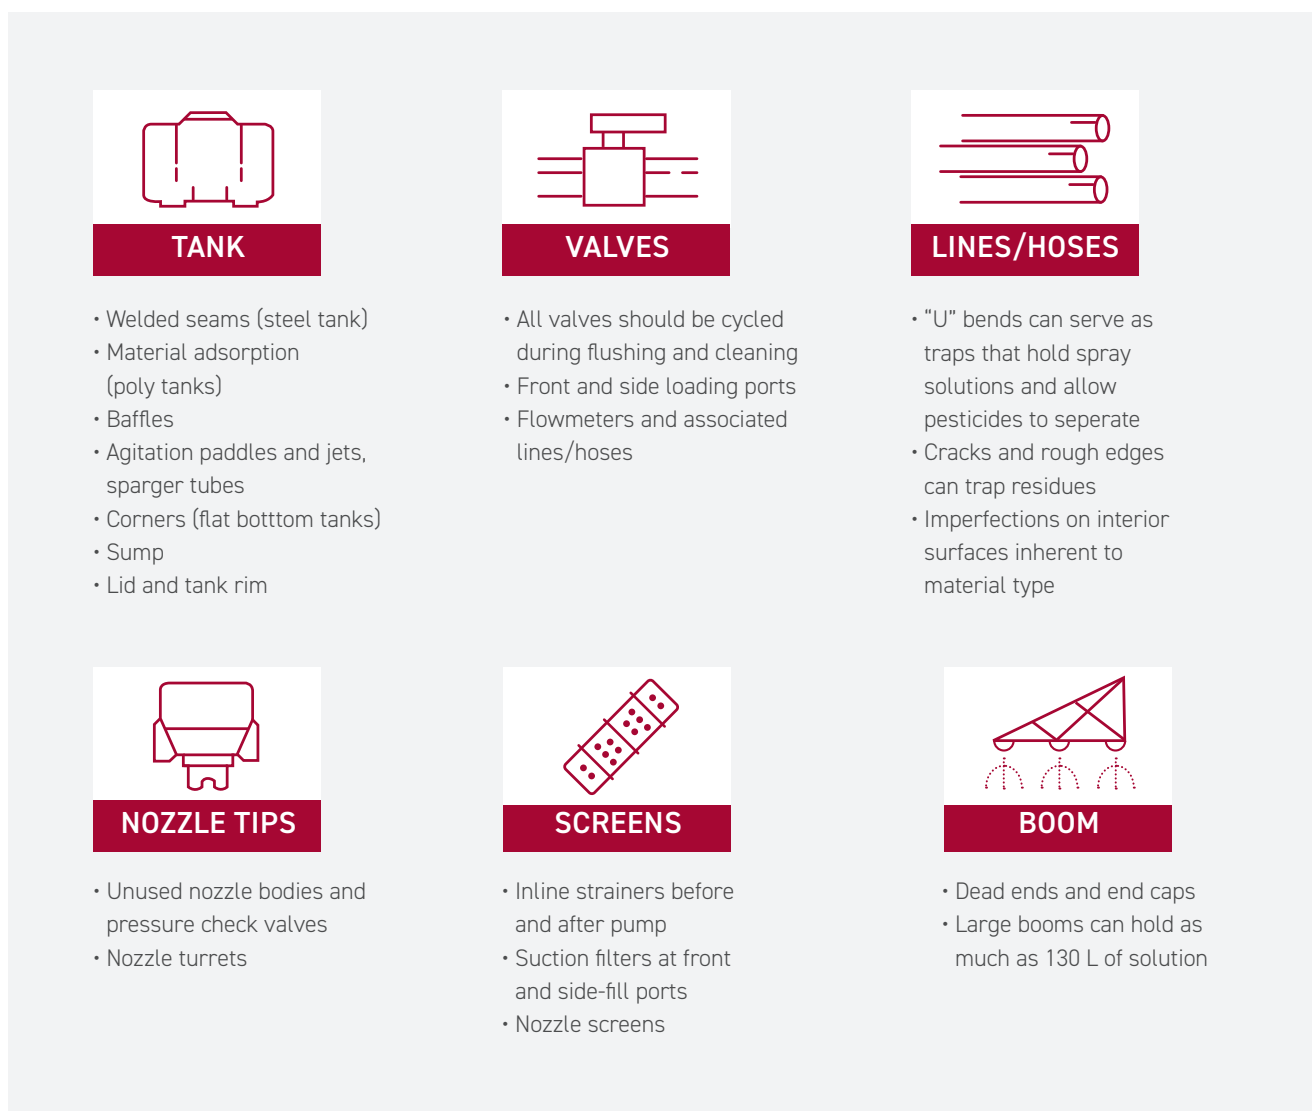 TANK
• Welded seams (steel tank)
• Material adsorption
(poly tanks)
• Baffles
• Agitation paddles and jets,
sparger tubes
• Corners (flat botttom tanks)
• Sump
• Lid and tank rim
VALVES
• All valves should be cycled
during flushing and cleaning
• Front and side loading ports
• Flowmeters and associated
lines/hoses
LINES/HOSES
• “U” bends can serve as
traps that hold spray
solutions and allow
pesticides to seperate
• Cracks and rough edges
can trap residues
• Imperfections on interior
surfaces inherent to
material type
NOZZLE TIPS
• Unused nozzle bodies and
pressure check valves
• Nozzle turrets
SCREENS
• Inline strainers before
and after pump
• Suction filters at front
and side-fill ports
• Nozzle screens
BOOM
• Dead ends and end caps
• Large booms can hold as
much as 130 L of solution